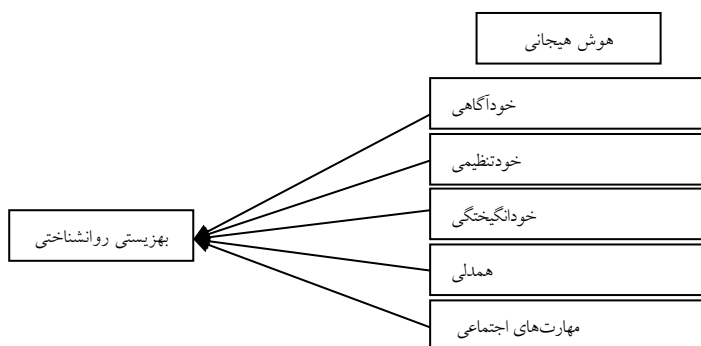 هوش هیجانی
خودآگاهی
خودتنظیمی
خودانگیختگی
همدلی
مهارت‌های اجتماعی
بهزیستی روانشناختی